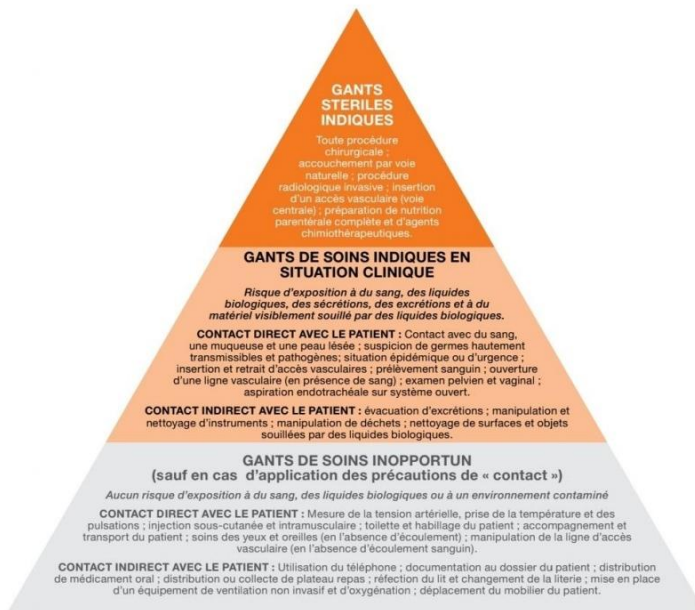 GANTS
STERILES
INDIQUES
Toute procédure
chirurgicale ;
accouchement par voie
naturelle ; procédure
radiologique invasive ; insertion
d'un accès vasculaire (voie
centrale) ; préparation de nutrition
parentérale complète et d'agents
chimiothérapeutiques.
GANTS DE SOINS INDIQUES EN
SITUATION CLINIQUE
Risque d'exposition à du sang, des liquides
biologiques, des sécrétions, des excrétions et à du
matériel visiblement souillé par des liquides biologiques.
CONTACT DIRECT AVEC LE PATIENT : Contact avec du sang,
une muqueuse et une peau lésée ; suspicion de germes hautement
transmissibles et pathogènes; situation épidémique ou d'urgence ;
insertion et retrait d'accès vasculaires ; prélèvement sanguin ; ouverture
d'une ligne vasculaire (en présence de sang) ; examen pelvien et vaginal ;
aspiration endotrachéale sur système ouvert.
CONTACT INDIRECT AVEC LE PATIENT : évacuation d'excrétions ; manipulation et
nettoyage d'instruments ; manipulation de déchets ; nettoyage de surfaces et objets
souillées par des liquides biologiques.
GANTS DE SOINS INOPPORTUN
(sauf en cas d'application des précautions de « contact »)
Aucun risque d'exposition à du sang, des liquides biologiques ou à un environnement contaminé
CONTACT DIRECT AVEC LE PATIENT : Mesure de la tension artérielle, prise de la température et des
pulsations ; injection sous-cutanée et intramusculaire ; toilette et habillage du patient ; accompagnement et
transport du patient ; soins des yeux et oreilles (en l'absence d'écoulement) ; manipulation de la ligne d'accès
vasculaire (en l'absence d'écoulement sanguin).
CONTACT INDIRECT AVEC LE PATIENT : Utilisation du téléphone ; documentation au dossier du patient ; distribution
de médicament oral ; distribution ou collecte de plateau repas ; réfection du lit et changement de la literie ; mise en place
d'un équipement de ventilation non invasif et d'oxygénation ; déplacement du mobilier du patient.